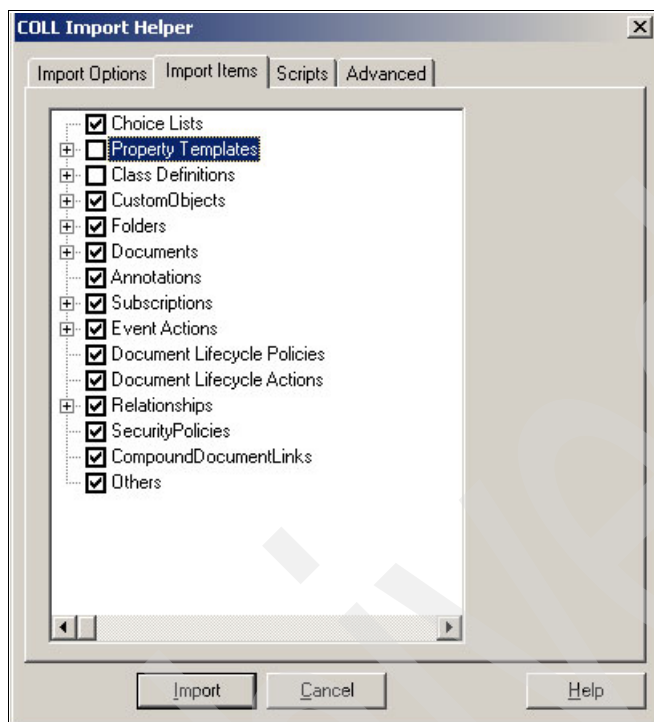 COLL Import Helper
Import Options Import Items Scripts Advanced
Choice Lists
Property Templates
Class Definitions
CustomObjects
Folders
Documents
Annotations
Subscriptions
Event Actions
Document Lifecycle Policies
Document Lifecycle Actions
Relationships
SecurityPolicies
CompoundDocumentLinks
Others
Import Cancel Help